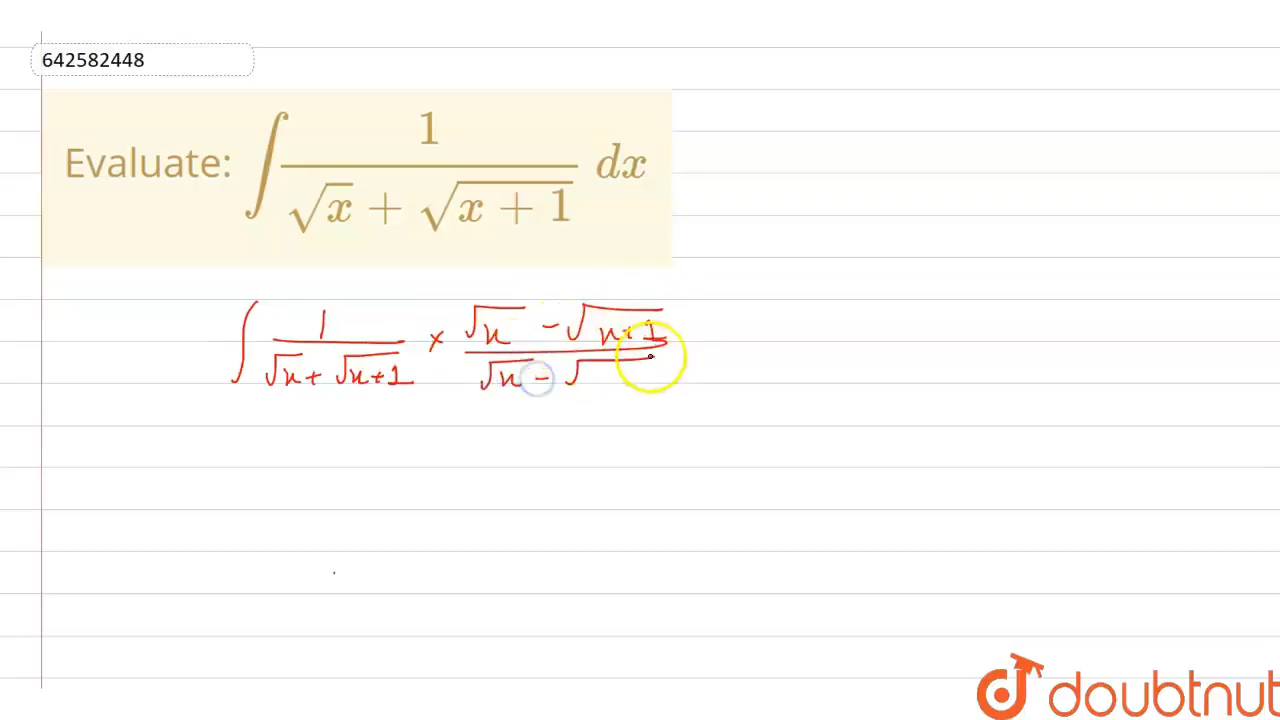 642582448
Evaluate: ∫ 1/(√x + √(x + 1)) dx
∫ 1/(√x + √(x+1)) × (√x − √(x+1))/(√x − √
doubtnut